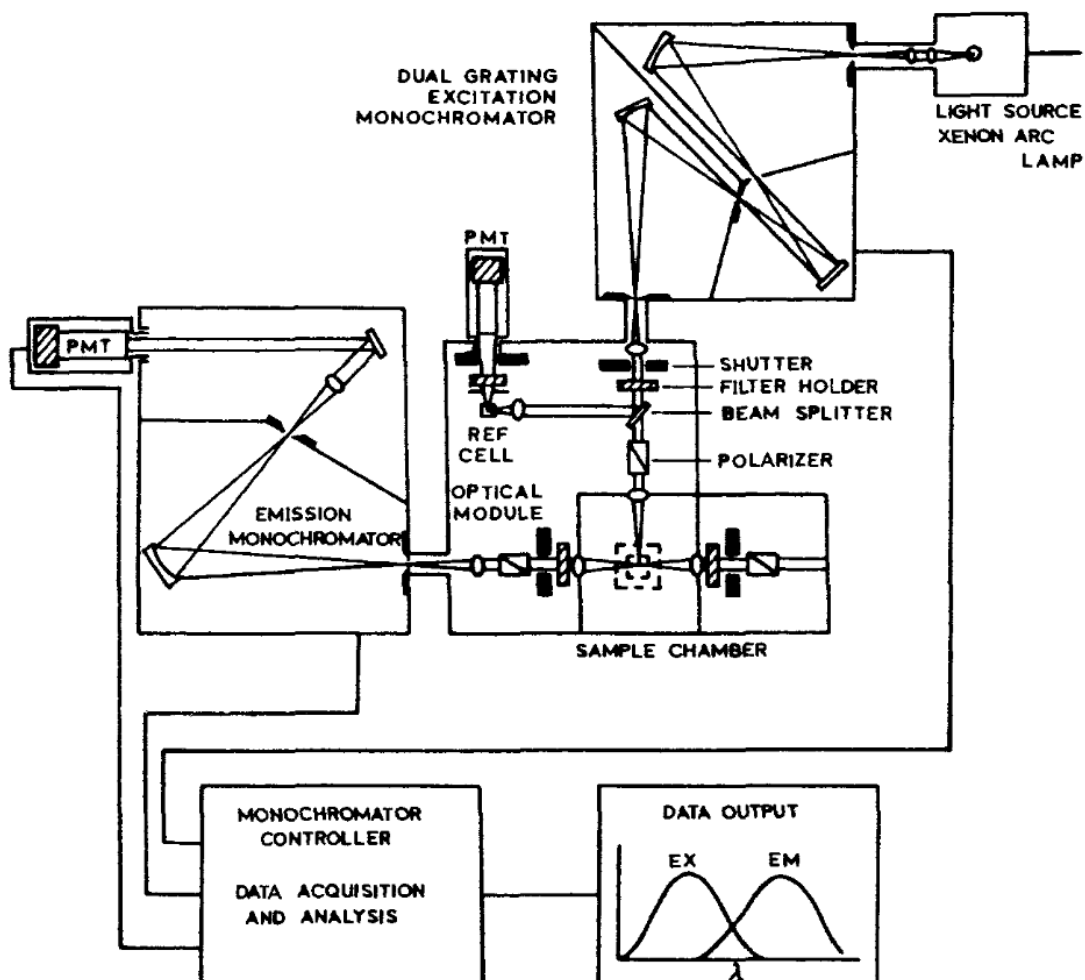 DUAL GRATING
EXCITATION
MONOCHROMATOR
LIGHT SOURCE
XENON ARC
LAMP
PMT
PMT
SHUTTER
FILTER HOLDER
BEAM SPLITTER
REF
CELL
POLARIZER
OPTICAL
MODULE
EMISSION
MONOCHROMATOR
SAMPLE CHAMBER
MONOCHROMATOR
CONTROLLER
DATA ACQUISITION
AND ANALYSIS
DATA OUTPUT
EX EM
λ